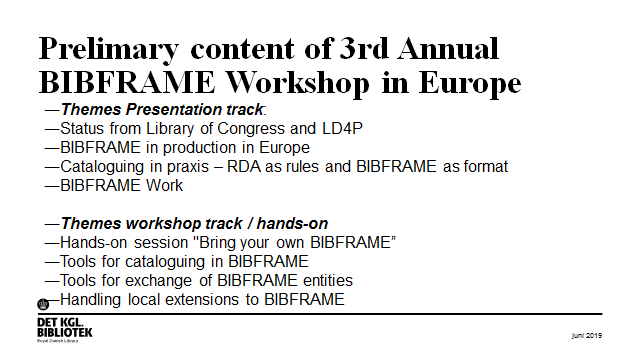 Prelimary content of 3rd Annual
BIBFRAME Workshop in Europe
—Themes Presentation track:
—Status from Library of Congress and LD4P
—BIBFRAME in production in Europe
—Cataloguing in praxis – RDA as rules and BIBFRAME as format
—BIBFRAME Work
—Themes workshop track / hands-on
—Hands-on session "Bring your own BIBFRAME”
—Tools for cataloguing in BIBFRAME
—Tools for exchange of BIBFRAME entities
—Handling local extensions to BIBFRAME
DET KGL.
BIBLIOTEK
Royal Danish Library
juni 2019